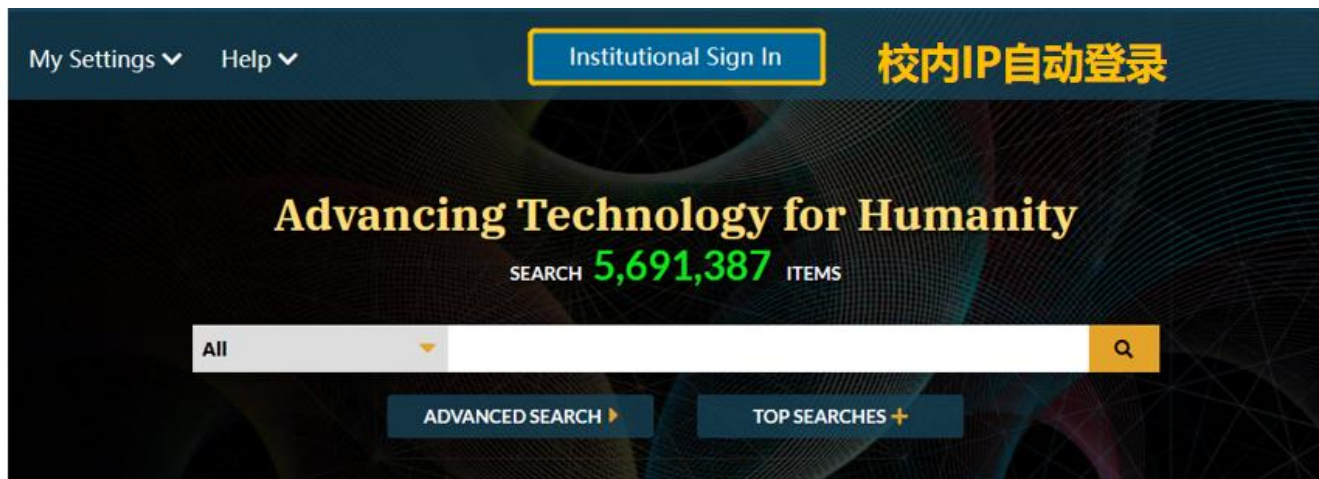 My Settings Help Institutional Sign In 校内IP自动登录
Advancing Technology for Humanity
SEARCH 5,691,387 ITEMS
All
ADVANCED SEARCH TOP SEARCHES +